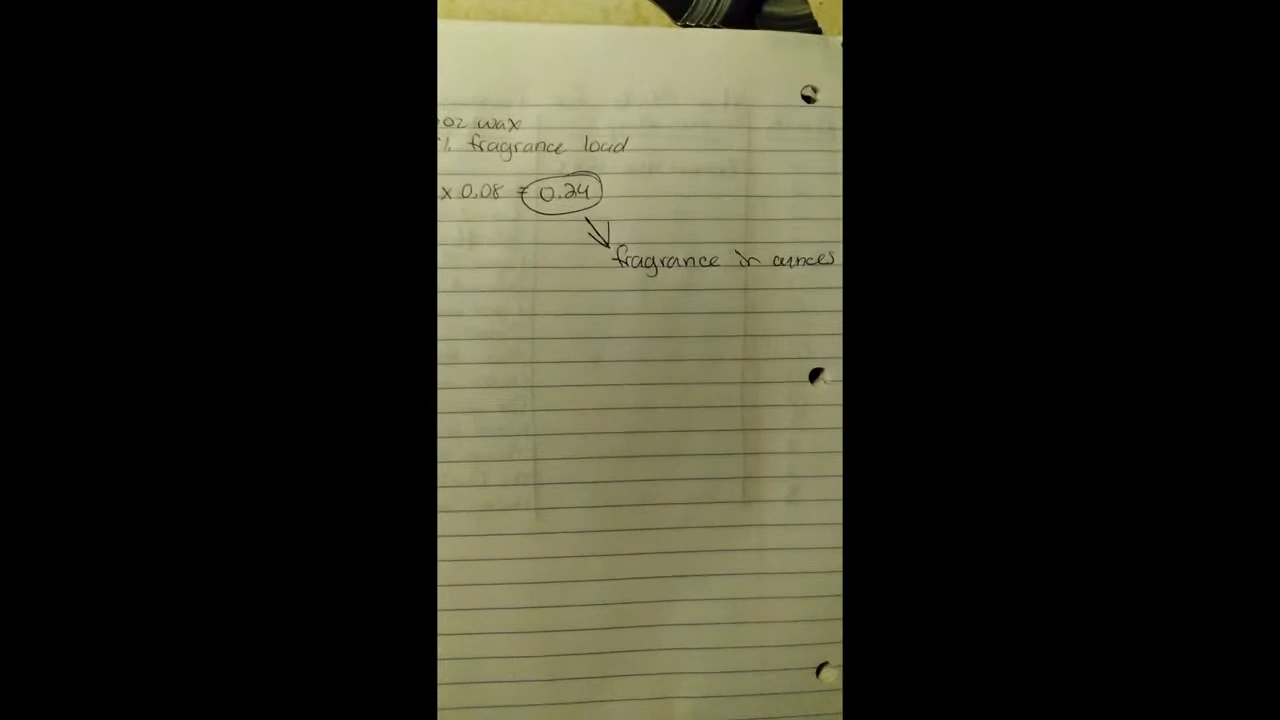 oz wax
% fragrance load
x 0.08 = 0.24
fragrance in ounces